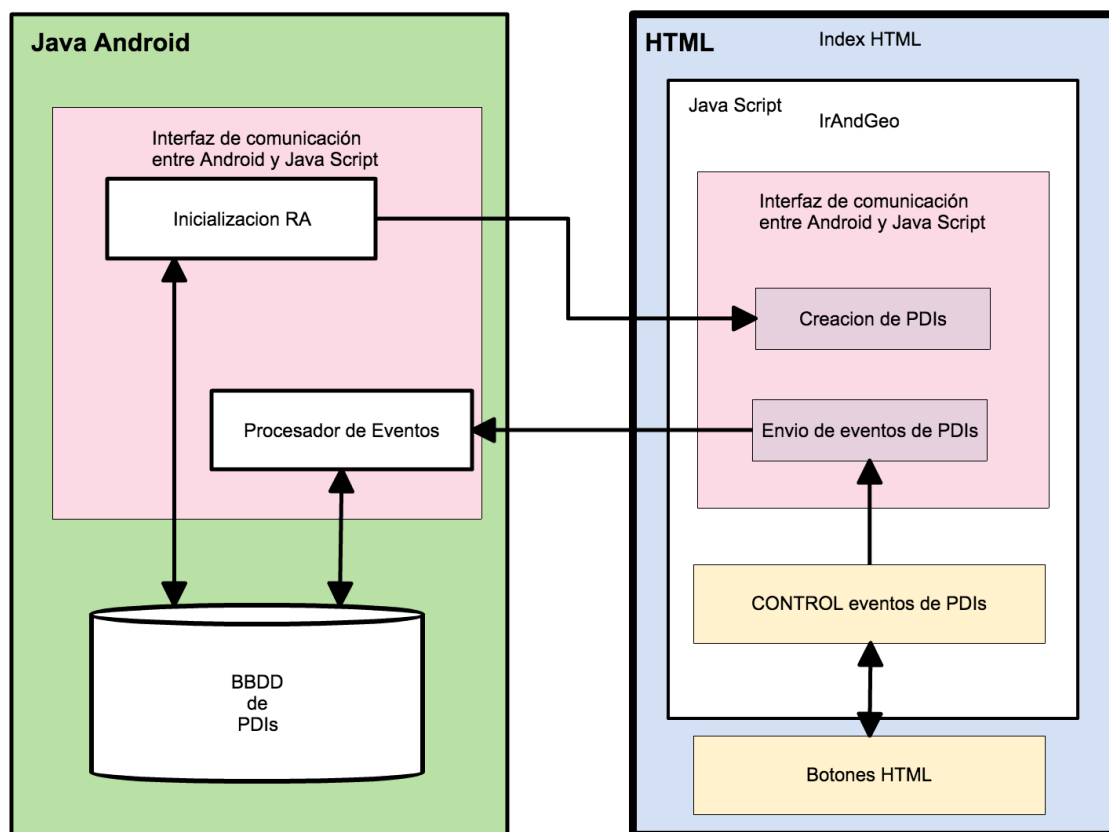 Java Android
Interfaz de comunicación
entre Android y Java Script
Inicializacion RA
Procesador de Eventos
BBDD
de
PDIs
HTML
Index HTML
Java Script
IrAndGeo
Interfaz de comunicación
entre Android y Java Script
Creacion de PDIs
Envio de eventos de PDIs
CONTROL eventos de PDIs
Botones HTML